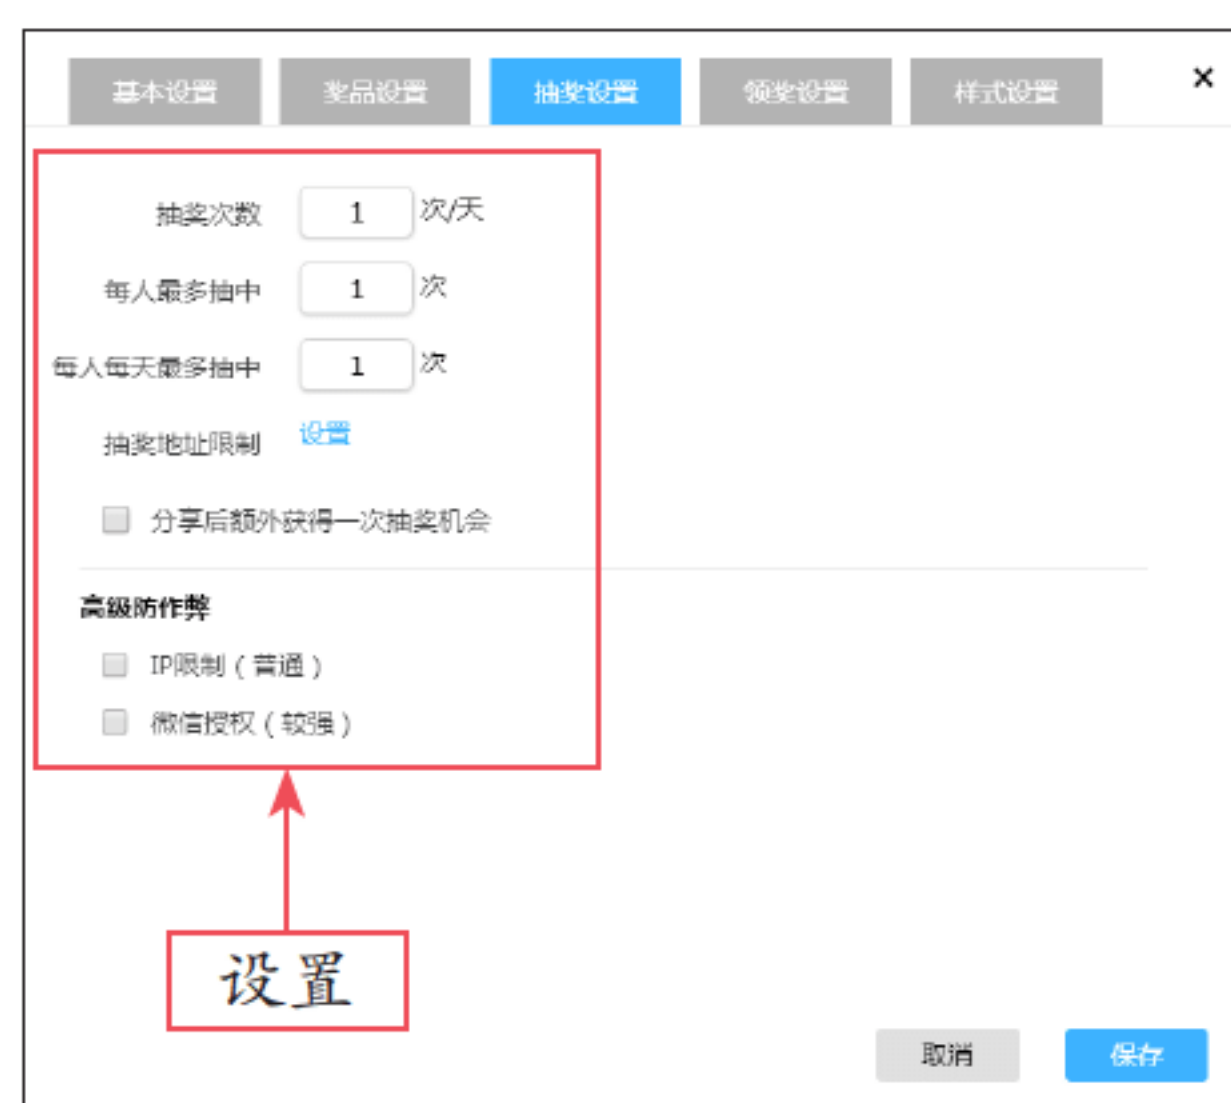 基本设置 奖品设置 抽奖设置 领奖设置 样式设置 ×
抽奖次数 1 次/天
每人最多抽中 1 次
每人每天最多抽中 1 次
抽奖地址限制 设置
分享后额外获得一次抽奖机会
高级防作弊
IP限制（普通）
微信授权（较强）
设置
取消 保存